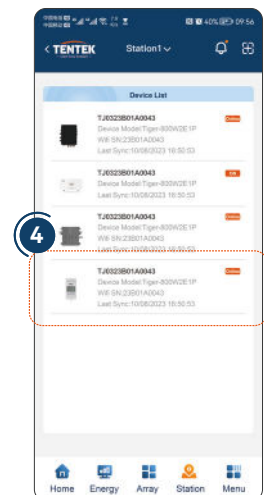 40% 09:56
TENTEK Station1
Device List
TJ0323B01A0043 Online
Device Model:Tiger-800W2E1P
Wifi SN:23B01A0043
Last Sync:10/08/2023 16:50:53
TJ0323B01A0043
Device Model:Tiger-800W2E1P
Wifi SN:23B01A0043
Last Sync:10/08/2023 16:50:53
TJ0323B01A0043 Online
Device Model:Tiger-800W2E1P
Wifi SN:23B01A0043
Last Sync:10/08/2023 16:50:53
4
TJ0323B01A0043 Online
Device Model:Tiger-800W2E1P
Wifi SN:23B01A0043
Last Sync:10/08/2023 16:50:53
Home Energy Array Station Menu